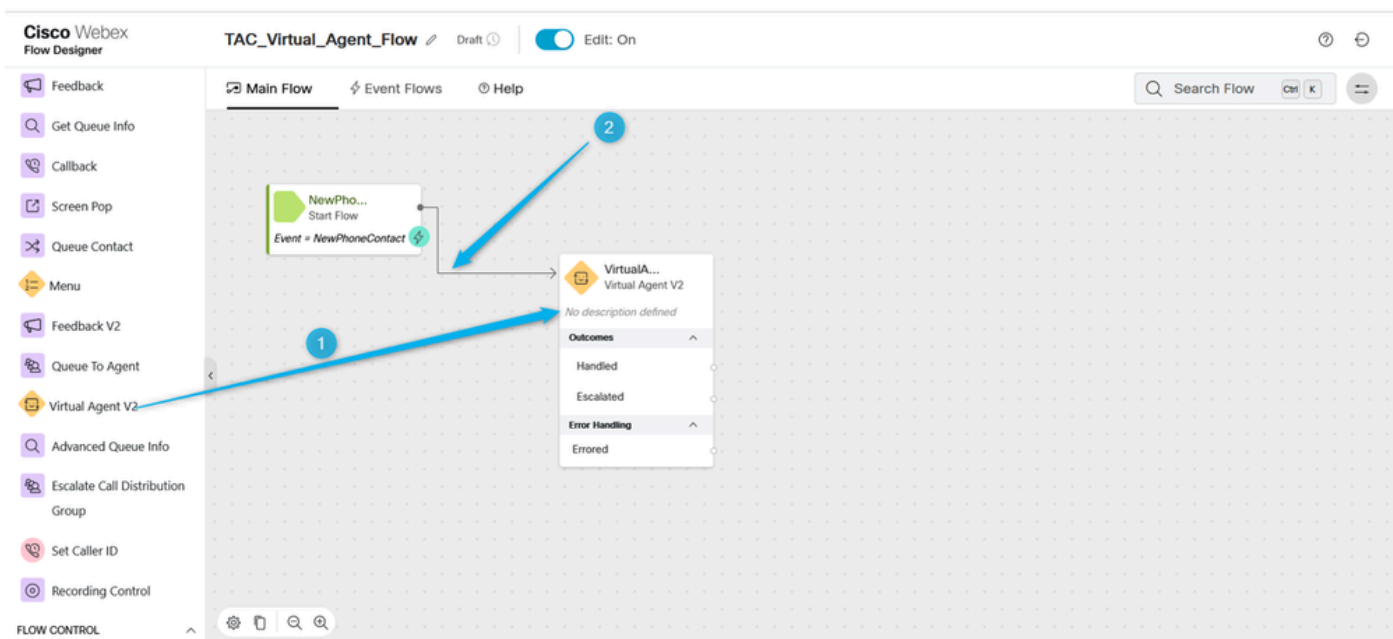 Cisco Webex
Flow Designer
TAC_Virtual_Agent_Flow
Draft
Edit: On
Feedback
Get Queue Info
Callback
Screen Pop
Queue Contact
Menu
Feedback V2
Queue To Agent
Virtual Agent V2
Advanced Queue Info
Escalate Call Distribution
Group
Set Caller ID
Recording Control
FLOW CONTROL
Main Flow
Event Flows
Help
Search Flow
Ctrl K
2
NewPho...
Start Flow
Event = NewPhoneContact
1
VirtualA...
Virtual Agent V2
No description defined
Outcomes
Handled
Escalated
Error Handling
Errored